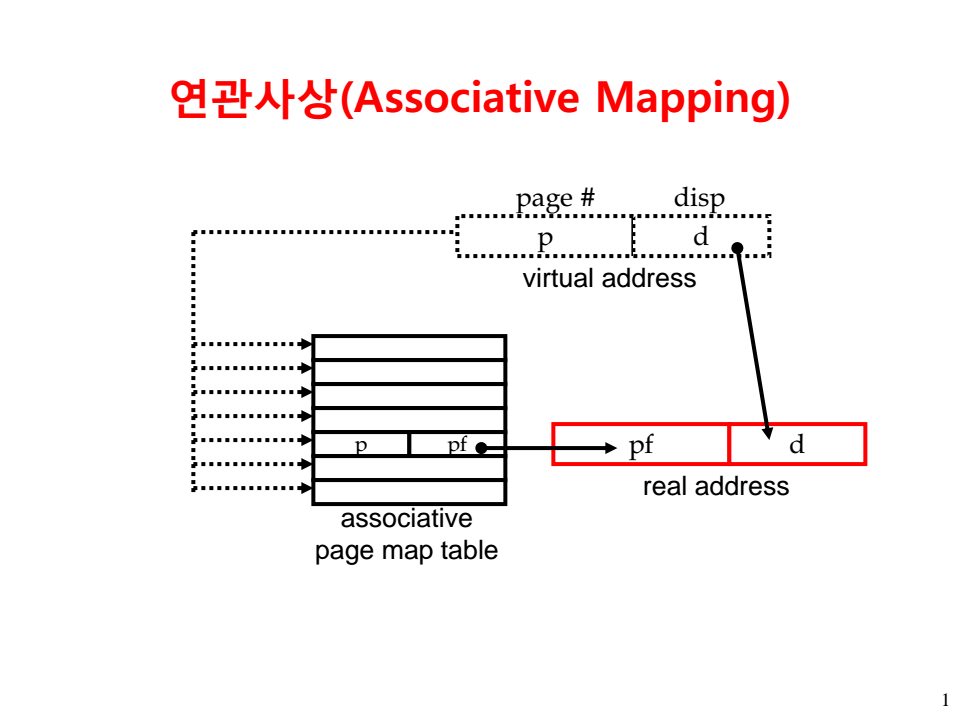 연관사상(Associative Mapping)
page # disp
p d
virtual address
p pf
pf d
real address
associative
page map table
1